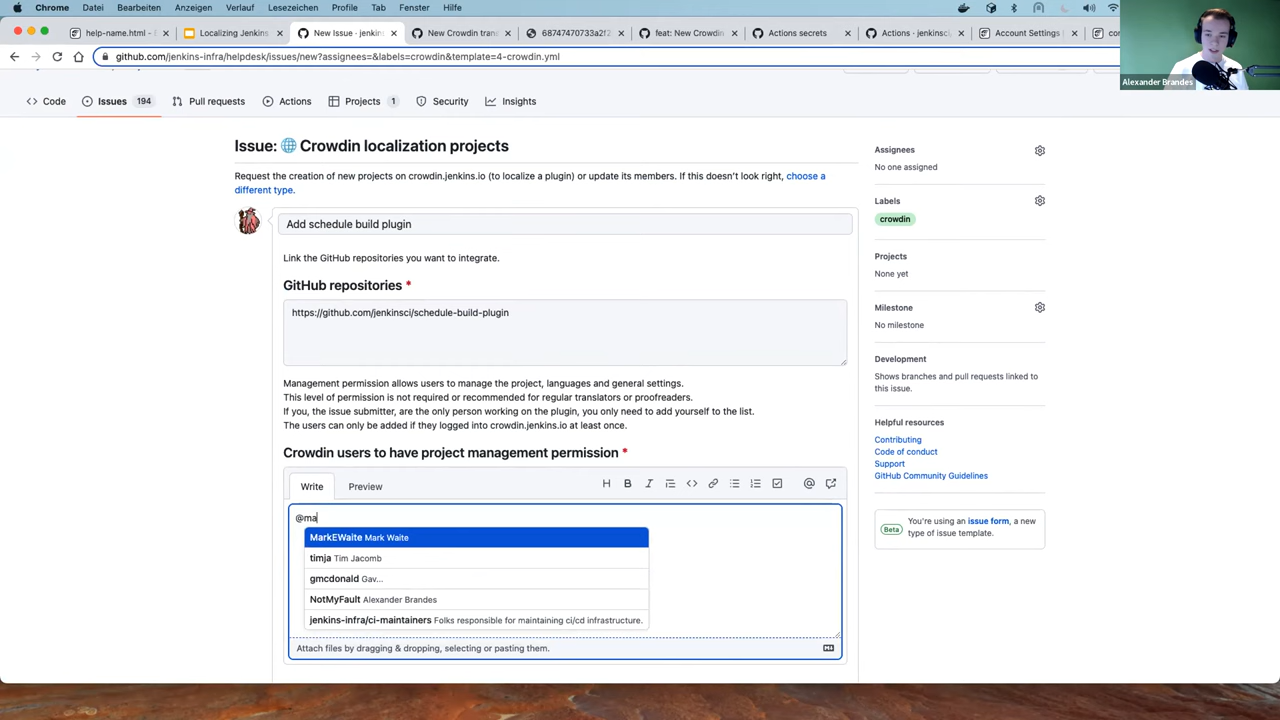 Chrome Datei Bearbeiten Anzeigen Verlauf Lesezeichen Profile Tab Fenster Hilfe
help-name.html - Localizing Jenkins New Issue · jenkins New Crowdin tran 68747470733a2f2 feat: New Crowdin Actions secrets Actions · jenkinsci Account Settings
github.com/jenkins-infra/helpdesk/issues/new?assignees=&labels=crowdin&template=4-crowdin.yml
Alexander Brandes
Code Issues 194 Pull requests Actions Projects 1 Security Insights
Issue: 🌐 Crowdin localization projects
Request the creation of new projects on crowdin.jenkins.io (to localize a plugin) or update its members. If this doesn't look right, choose a
different type.
Add schedule build plugin
Link the GitHub repositories you want to integrate.
GitHub repositories *
https://github.com/jenkinsci/schedule-build-plugin
Management permission allows users to manage the project, languages and general settings.
This level of permission is not required or recommended for regular translators or proofreaders.
If you, the issue submitter, are the only person working on the plugin, you only need to add yourself to the list.
The users can only be added if they logged into crowdin.jenkins.io at least once.
Crowdin users to have project management permission *
Write Preview
@ma
MarkEWaite Mark Waite
timja Tim Jacomb
gmcdonald Gav...
NotMyFault Alexander Brandes
jenkins-infra/ci-maintainers Folks responsible for maintaining ci/cd infrastructure.
Attach files by dragging & dropping, selecting or pasting them.
Assignees
No one assigned
Labels
crowdin
Projects
None yet
Milestone
No milestone
Development
Shows branches and pull requests linked to
this issue.
Helpful resources
Contributing
Code of conduct
Support
GitHub Community Guidelines
Beta
You're using an issue form, a new
type of issue template.